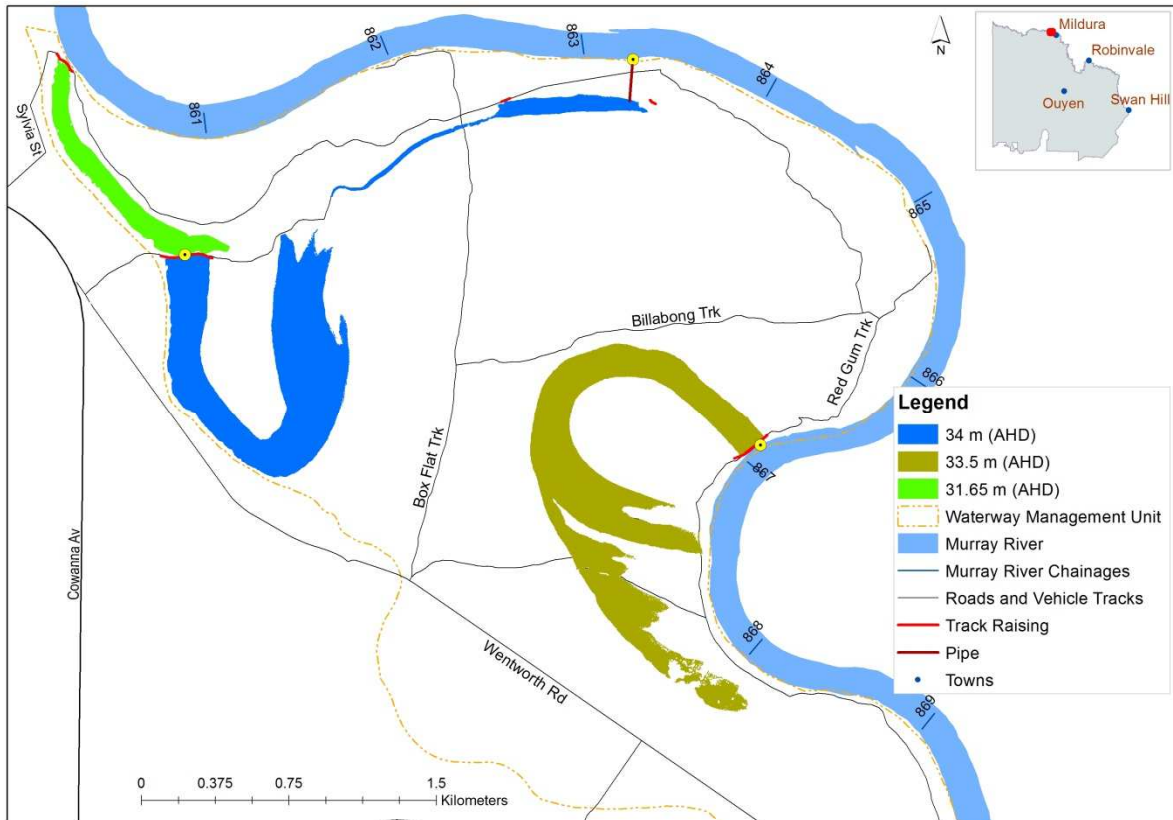 862
863
N
Mildura
Robinvale
Ouyen
Swan Hill
864
861
Sylvia St
865
Billabong Trk
Red Gum Trk
866
Legend
34 m (AHD)
33.5 m (AHD)
31.65 m (AHD)
Waterway Management Unit
Murray River
Murray River Chainages
Roads and Vehicle Tracks
Track Raising
Pipe
Towns
867
Box Flat Trk
Cowanna Av
868
Wentworth Rd
869
0 0.375 0.75 1.5
Kilometers